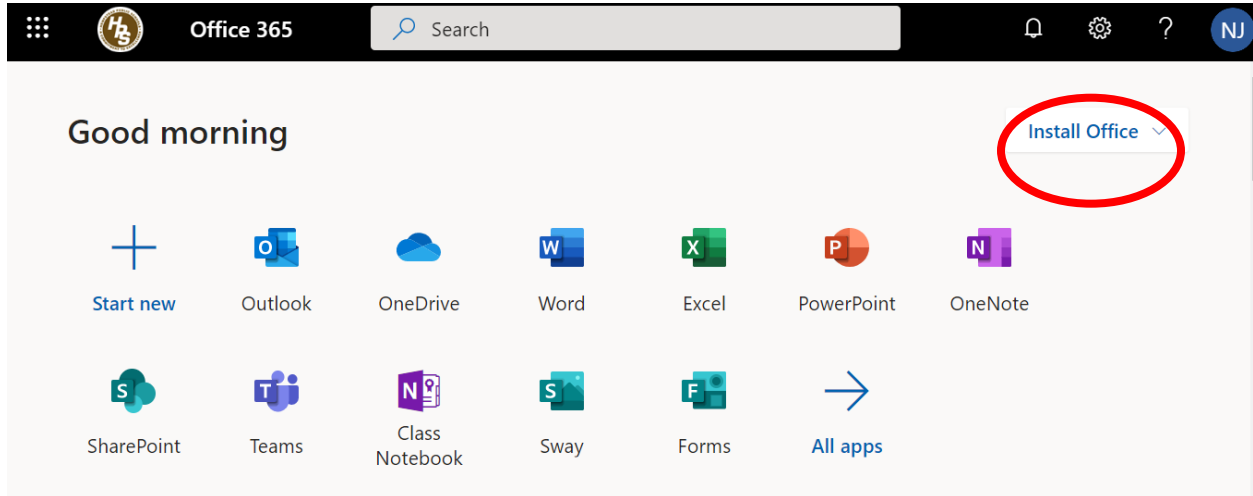 HPS Office 365 Search ? NJ
Good morning
Install Office
O W X P N
Start new Outlook OneDrive Word Excel PowerPoint OneNote
S T N S F
SharePoint Teams Class Notebook Sway Forms All apps